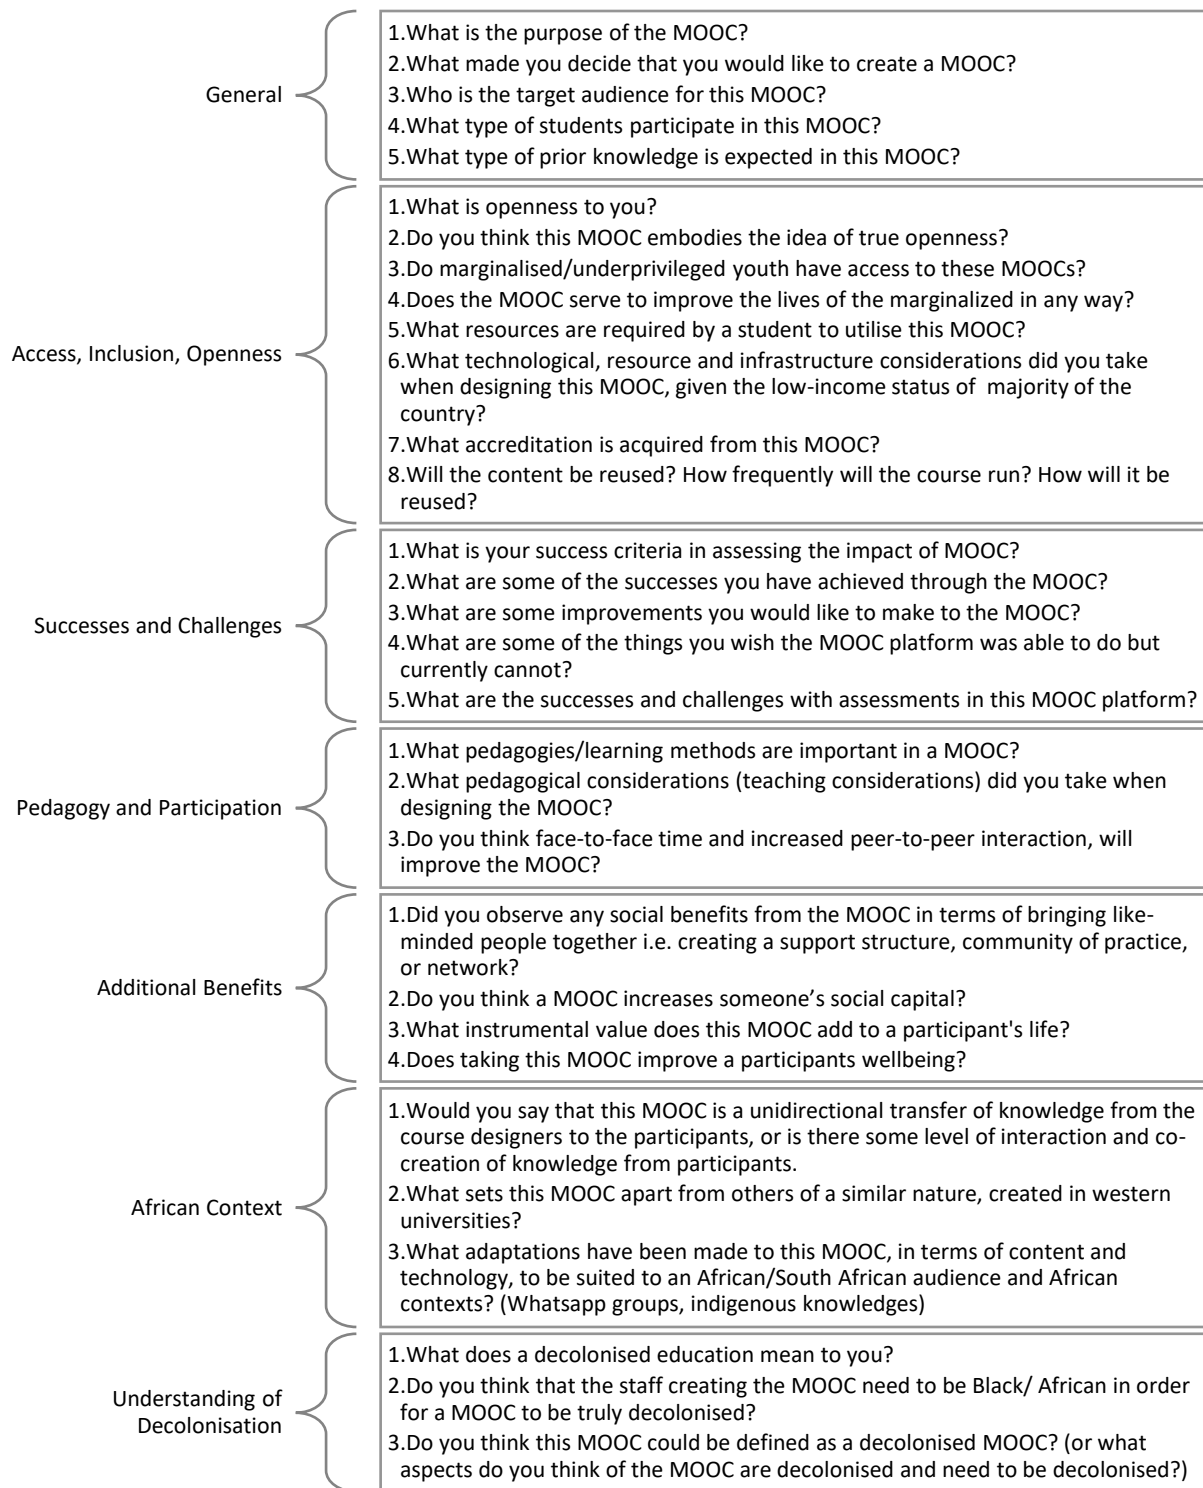 General
1.What is the purpose of the MOOC?
2.What made you decide that you would like to create a MOOC?
3.Who is the target audience for this MOOC?
4.What type of students participate in this MOOC?
5.What type of prior knowledge is expected in this MOOC?
Access, Inclusion, Openness
1.What is openness to you?
2.Do you think this MOOC embodies the idea of true openness?
3.Do marginalised/underprivileged youth have access to these MOOCs?
4.Does the MOOC serve to improve the lives of the marginalized in any way?
5.What resources are required by a student to utilise this MOOC?
6.What technological, resource and infrastructure considerations did you take
when designing this MOOC, given the low-income status of majority of the
country?
7.What accreditation is acquired from this MOOC?
8.Will the content be reused? How frequently will the course run? How will it be
reused?
Successes and Challenges
1.What is your success criteria in assessing the impact of MOOC?
2.What are some of the successes you have achieved through the MOOC?
3.What are some improvements you would like to make to the MOOC?
4.What are some of the things you wish the MOOC platform was able to do but
currently cannot?
5.What are the successes and challenges with assessments in this MOOC platform?
Pedagogy and Participation
1.What pedagogies/learning methods are important in a MOOC?
2.What pedagogical considerations (teaching considerations) did you take when
designing the MOOC?
3.Do you think face-to-face time and increased peer-to-peer interaction, will
improve the MOOC?
Additional Benefits
1.Did you observe any social benefits from the MOOC in terms of bringing like-
minded people together i.e. creating a support structure, community of practice,
or network?
2.Do you think a MOOC increases someone’s social capital?
3.What instrumental value does this MOOC add to a participant's life?
4.Does taking this MOOC improve a participants wellbeing?
African Context
1.Would you say that this MOOC is a unidirectional transfer of knowledge from the
course designers to the participants, or is there some level of interaction and co-
creation of knowledge from participants.
2.What sets this MOOC apart from others of a similar nature, created in western
universities?
3.What adaptations have been made to this MOOC, in terms of content and
technology, to be suited to an African/South African audience and African
contexts? (Whatsapp groups, indigenous knowledges)
Understanding of
Decolonisation
1.What does a decolonised education mean to you?
2.Do you think that the staff creating the MOOC need to be Black/ African in order
for a MOOC to be truly decolonised?
3.Do you think this MOOC could be defined as a decolonised MOOC? (or what
aspects do you think of the MOOC are decolonised and need to be decolonised?)